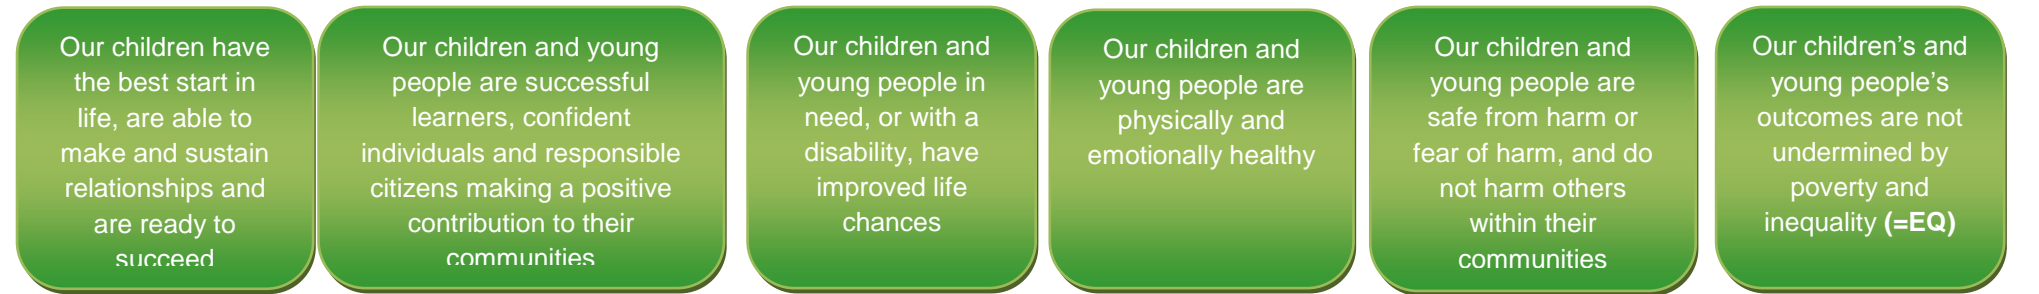 Our children have
the best start in
life, are able to
make and sustain
relationships and
are ready to
succeed
Our children and young
people are successful
learners, confident
individuals and responsible
citizens making a positive
contribution to their
communities
Our children and
young people in
need, or with a
disability, have
improved life
chances
Our children and
young people are
physically and
emotionally healthy
Our children and
young people are
safe from harm or
fear of harm, and do
not harm others
within their
communities
Our children’s and
young people’s
outcomes are not
undermined by
poverty and
inequality (=EQ)